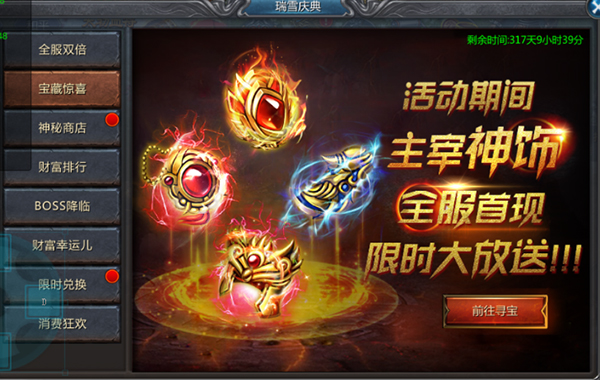 瑞雪庆典
48
剩余时间:317天9小时39分
全服双倍
宝藏惊喜
神秘商店
财富排行
BOSS降临
财富幸运儿
限时兑换
D
消费狂欢
活动期间
主宰神饰
全服首现
限时大放送!!!
前往寻宝